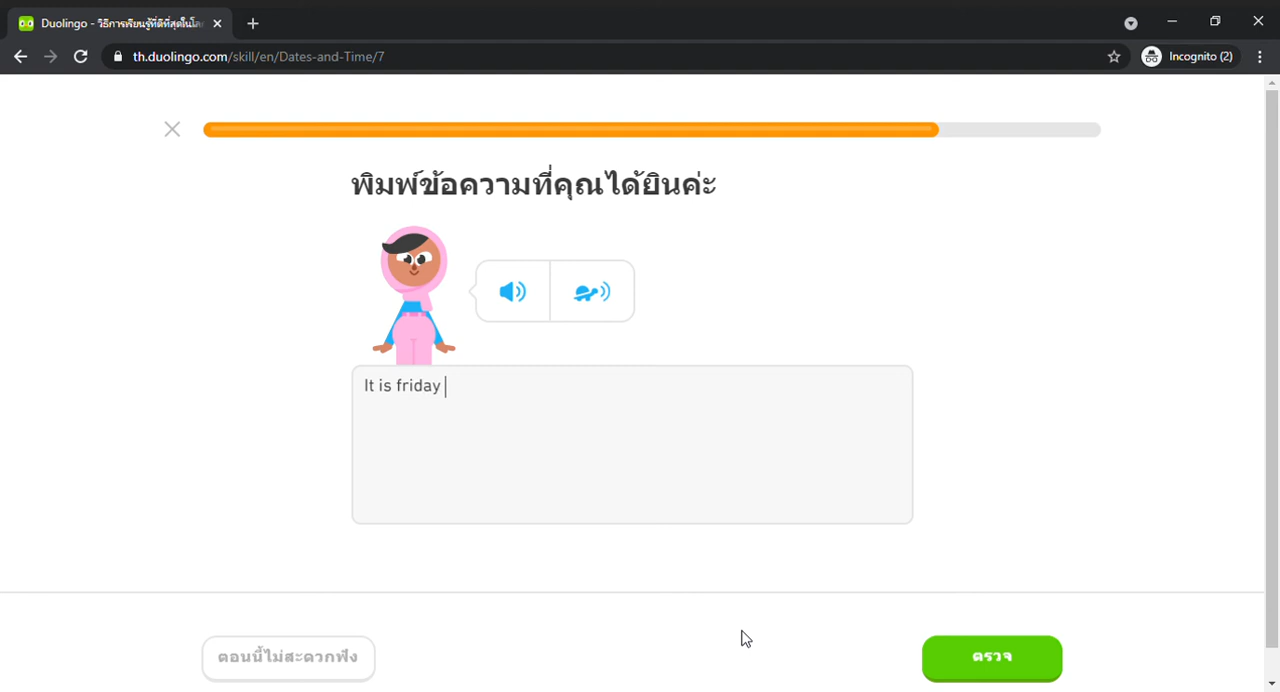 Duolingo - วิธีการเรียนรู้ที่ดีที่สุดในโล
th.duolingo.com/skill/en/Dates-and-Time/7
Incognito (2)
พิมพ์ข้อความที่คุณได้ยินค่ะ
It is friday
ตอนนี้ไม่สะดวกฟัง
ตรวจ